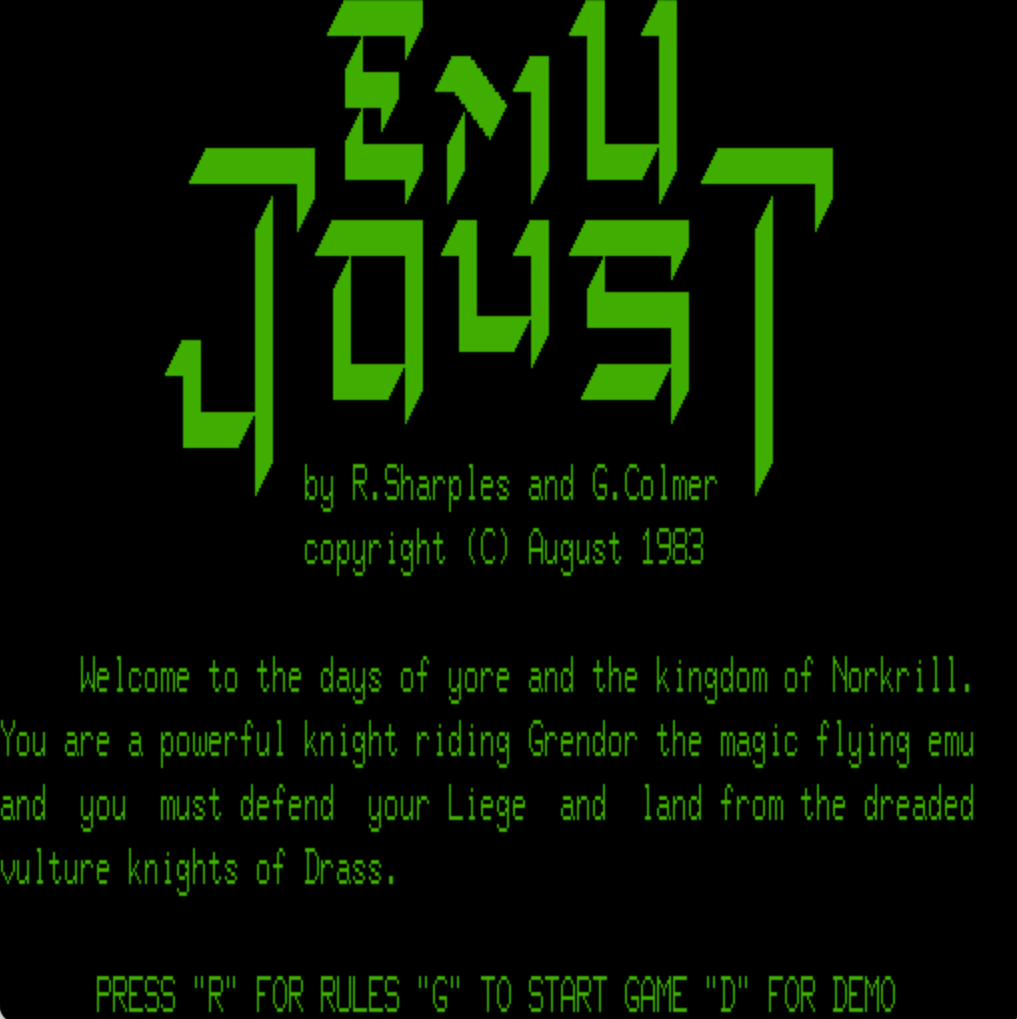 EmU
JOuST
by R.Sharples and G.Colmer
copyright (C) August 1983
Welcome to the days of yore and the kingdom of Norkrill.
You are a powerful knight riding Grendor the magic flying emu
and you must defend your Liege and land from the dreaded
vulture knights of Drass.
PRESS "R" FOR RULES "G" TO START GAME "D" FOR DEMO